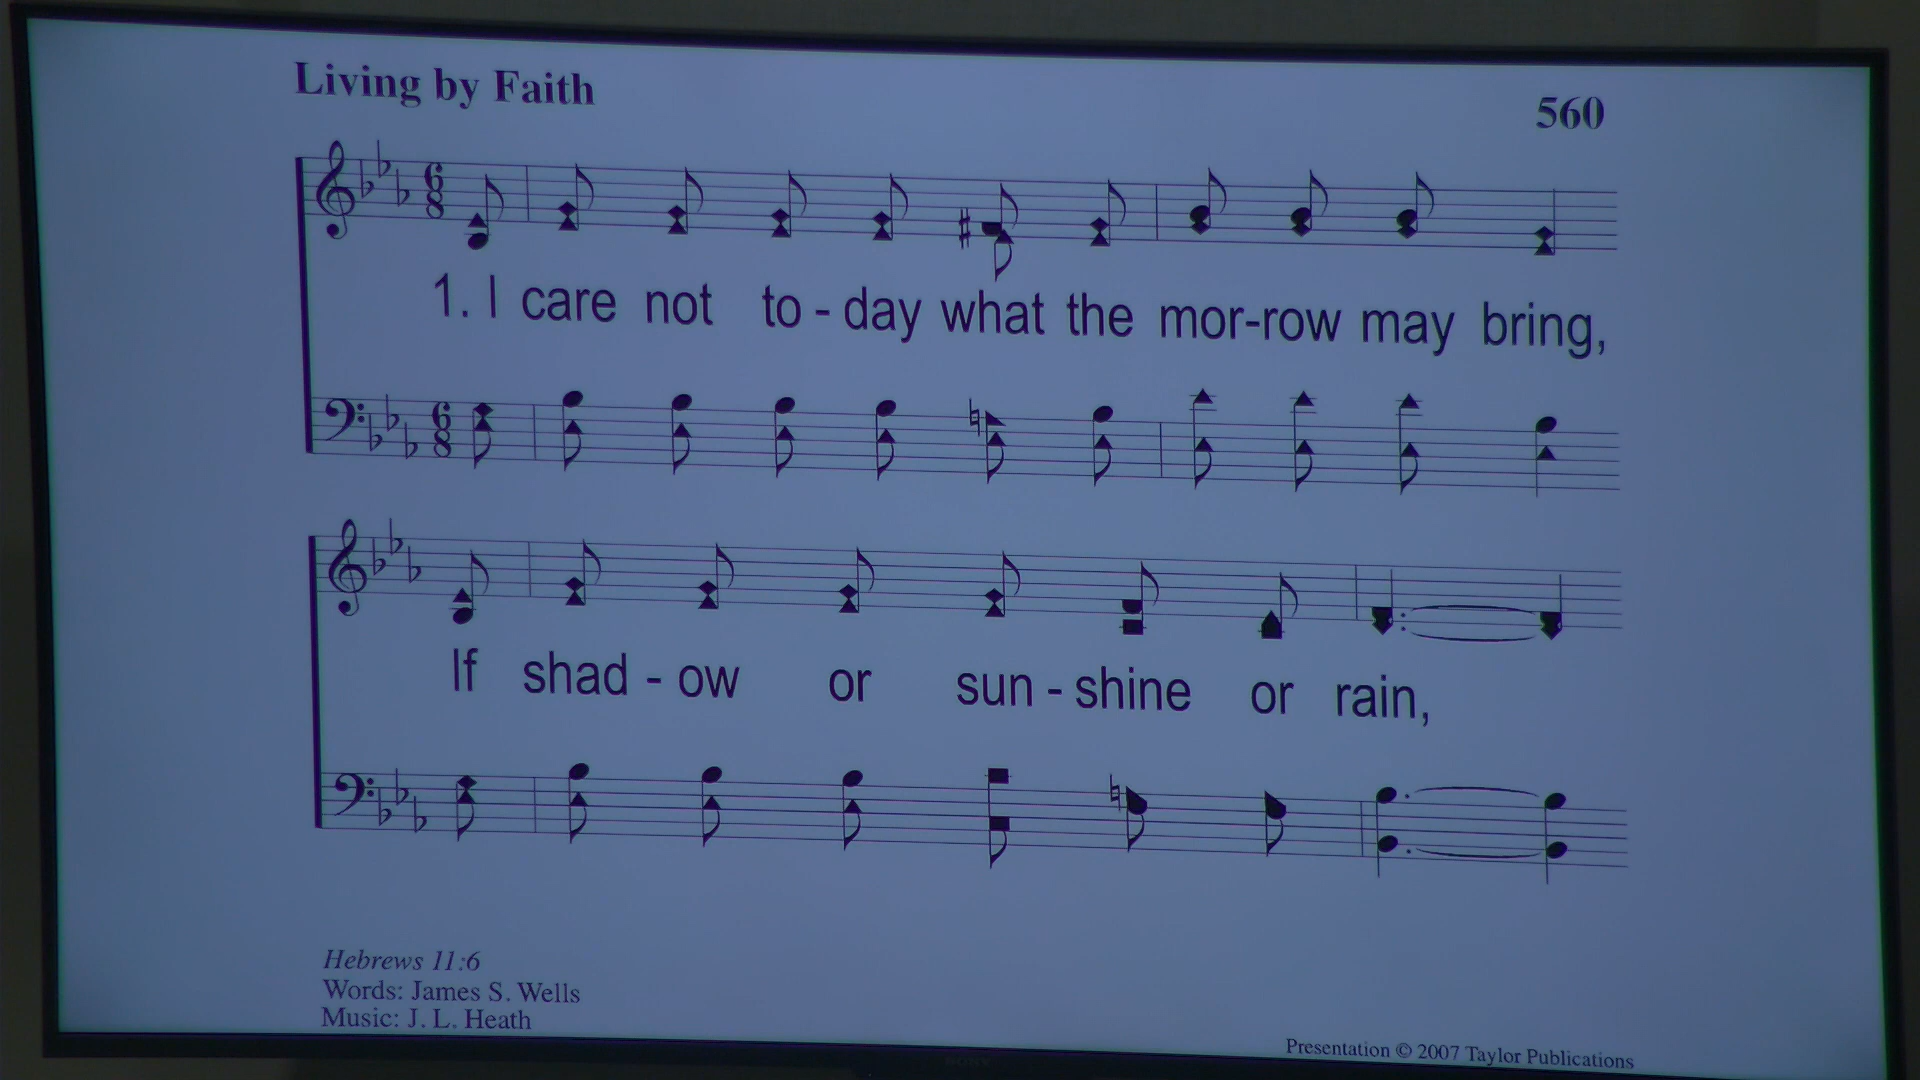 Living by Faith
560
1. I care not to - day what the mor-row may bring,
If shad - ow or sun - shine or rain,
Hebrews 11:6
Words: James S. Wells
Music: J. L. Heath
Presentation © 2007 Taylor Publications
SONY